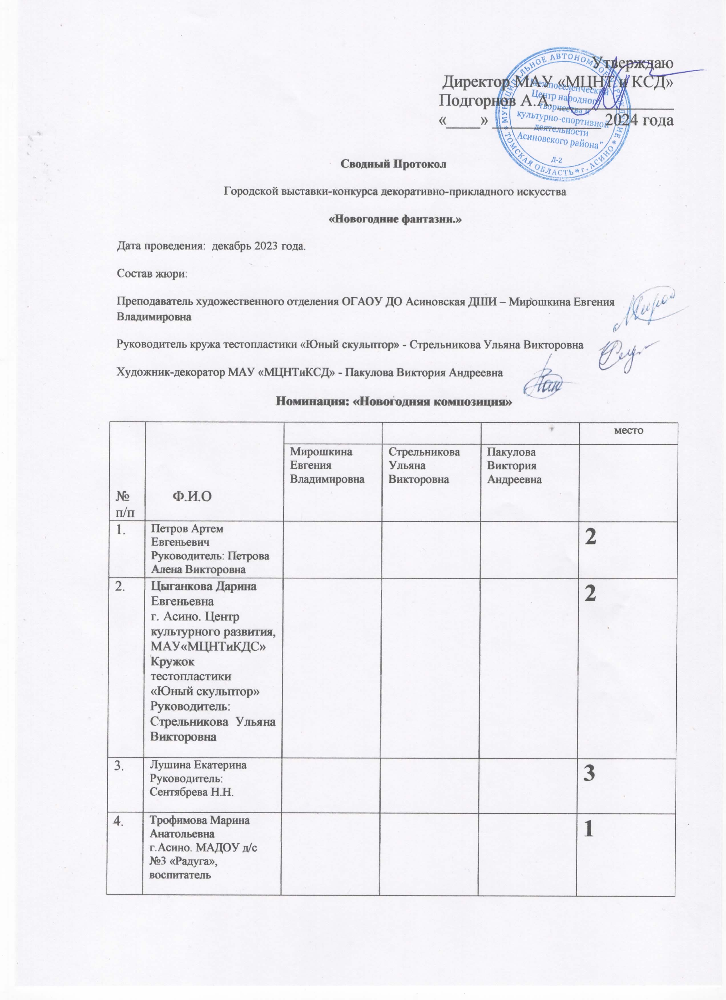 Утверждаю
Директор МАУ «МЦНТ и КСД»
Подгорнов А.А. ______________
«____» _____________ 2024 года
МУНИЦИПАЛЬНОЕ АВТОНОМНОЕ УЧРЕЖДЕНИЕ * ТОМСКАЯ ОБЛАСТЬ * г. АСИНО *
"Межпоселенческий
Центр народного
творчества и
культурно-спортивной
деятельности
Асиновского района"
Д-2
Сводный Протокол
Городской выставки-конкурса декоративно-прикладного искусства
«Новогодние фантазии.»
Дата проведения: декабрь 2023 года.
Состав жюри:
Преподаватель художественного отделения ОГАОУ ДО Асиновская ДШИ – Мирошкина Евгения
Владимировна
Руководитель кружа тестопластики «Юный скульптор» - Стрельникова Ульяна Викторовна
Художник-декоратор МАУ «МЦНТиКСД» - Пакулова Виктория Андреевна
Номинация: «Новогодняя композиция»
№
п/п
Ф.И.О
место
Мирошкина
Евгения
Владимировна
Стрельникова
Ульяна
Викторовна
Пакулова
Виктория
Андреевна
1.
Петров Артем
Евгеньевич
Руководитель: Петрова
Алена Викторовна
2
2.
Цыганкова Дарина
Евгеньевна
г. Асино. Центр
культурного развития,
МАУ«МЦНТиКДС»
Кружок
тестопластики
«Юный скульптор»
Руководитель:
Стрельникова Ульяна
Викторовна
2
3.
Лушина Екатерина
Руководитель:
Сентябрева Н.Н.
3
4.
Трофимова Марина
Анатольевна
г.Асино. МАДОУ д/с
№3 «Радуга»,
воспитатель
1